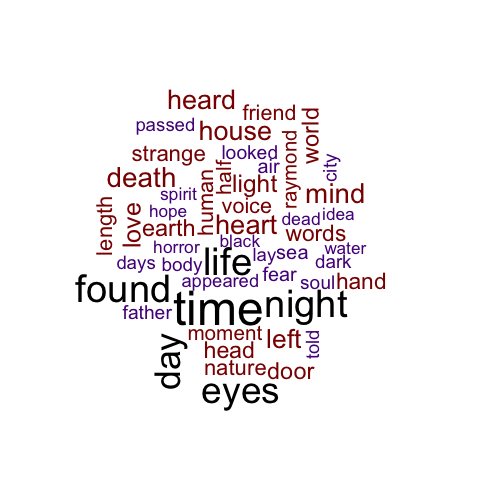 heard
friend
passed
house
world
strange
looked
air
raymond
city
death
half
light
mind
spirit
human
voice
length
love
hope
heart
dead
idea
earth
words
horror
black
water
days
body
life
lay
sea
dark
fear
appeared
soul
hand
found
time
night
father
moment
left
told
day
head
nature
door
eyes